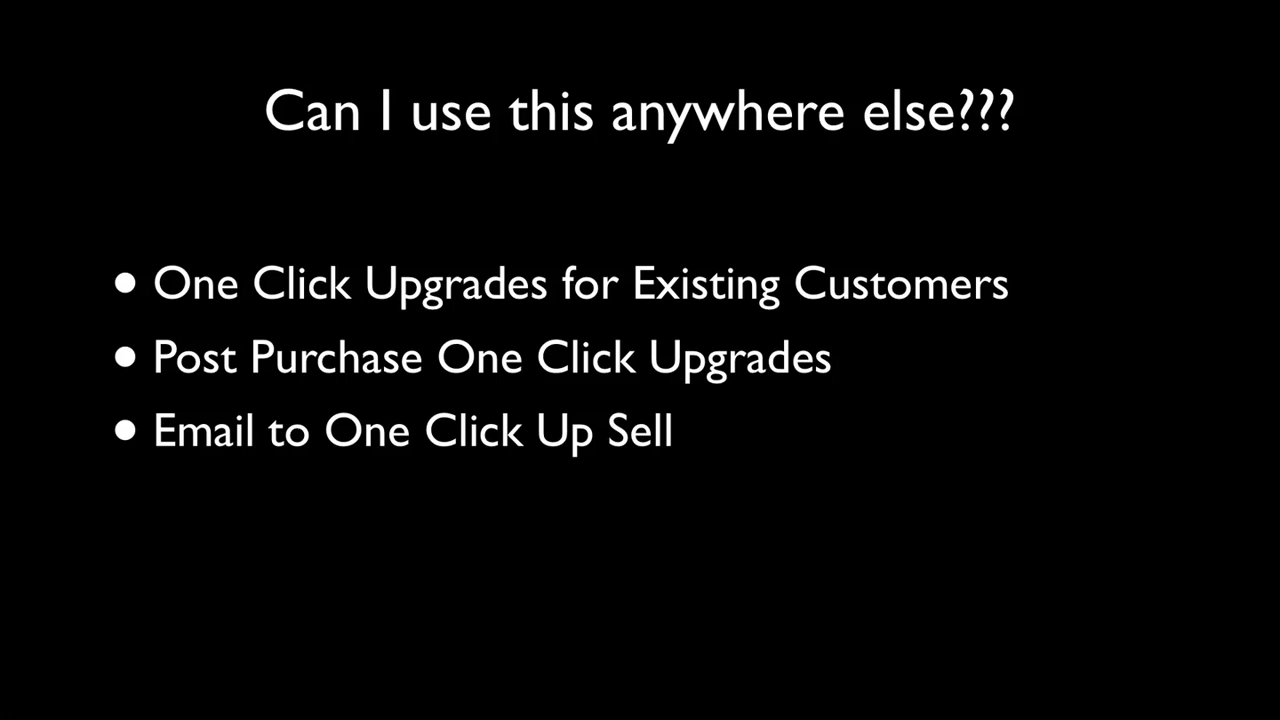 Can I use this anywhere else???
• One Click Upgrades for Existing Customers
• Post Purchase One Click Upgrades
• Email to One Click Up Sell